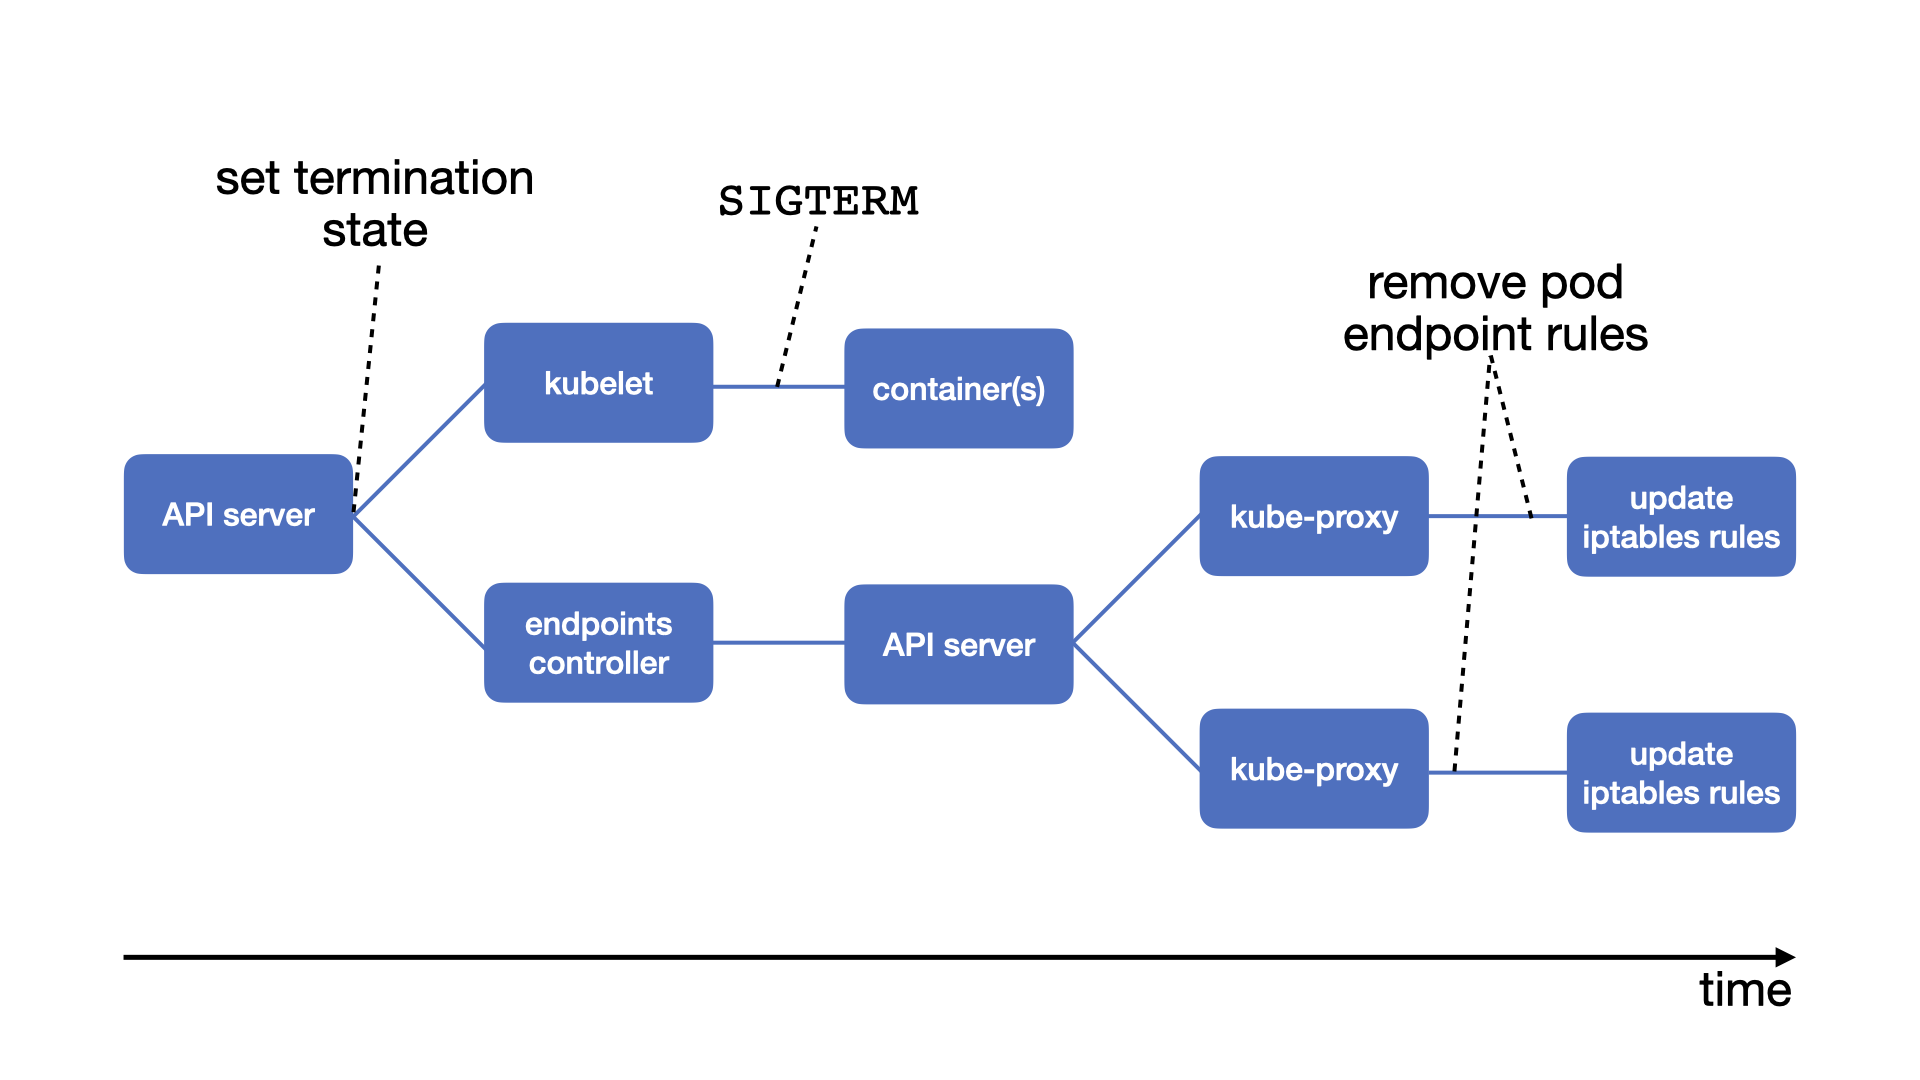 set termination
state
SIGTERM
remove pod
endpoint rules
kubelet
container(s)
API server
kube-proxy
update
iptables rules
endpoints
controller
API server
kube-proxy
update
iptables rules
time